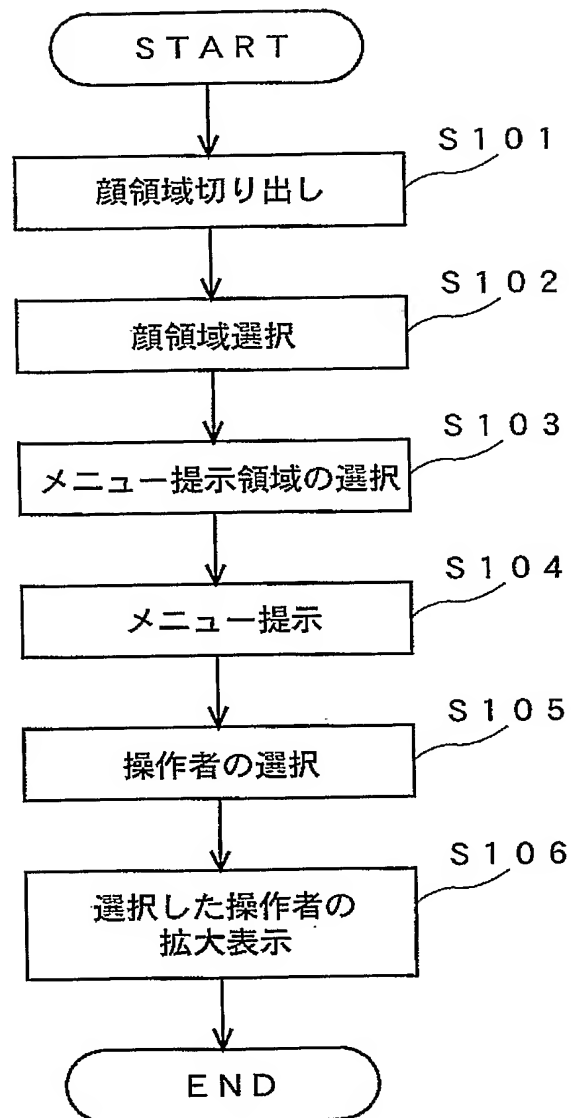 START
S101
顔領域切り出し
S102
顔領域選択
S103
メニュー提示領域の選択
S104
メニュー提示
S105
操作者の選択
S106
選択した操作者の
拡大表示
END